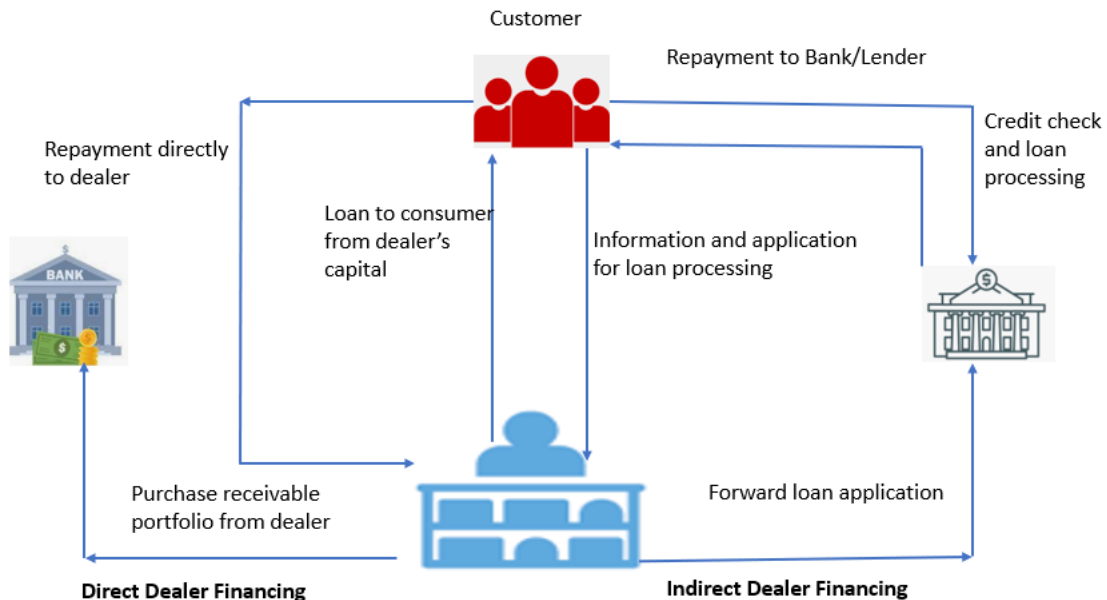 Customer
Repayment to Bank/Lender
Credit check
and loan
processing
Repayment directly
to dealer
Loan to consumer
from dealer’s
capital
Information and application
for loan processing
$
BANK
$
$
$
Purchase receivable
portfolio from dealer
Forward loan application
Direct Dealer Financing
Indirect Dealer Financing